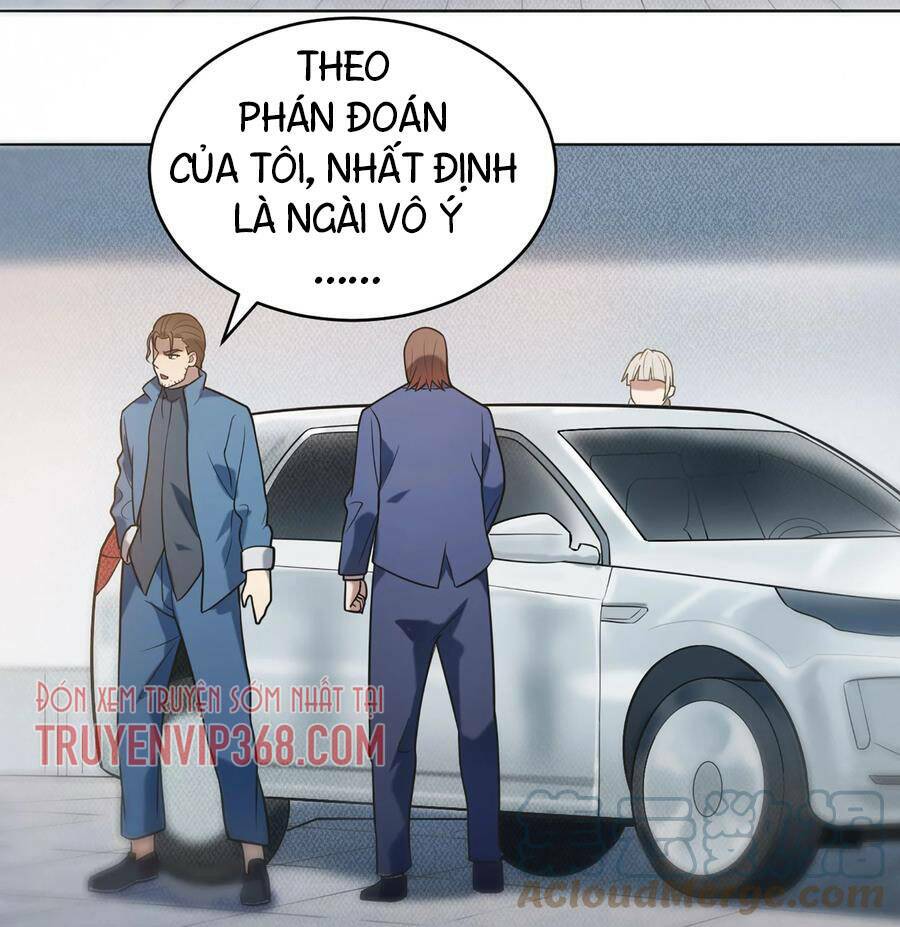 THEO
PHÁN ĐOÁN
CỦA TÔI, NHẤT ĐỊNH
LÀ NGÀI VÔ Ý
......
ĐÓN XEM TRUYỆN SỚM NHẤT TẠI
TRUYENVIP368.COM
AcloudMerge.com